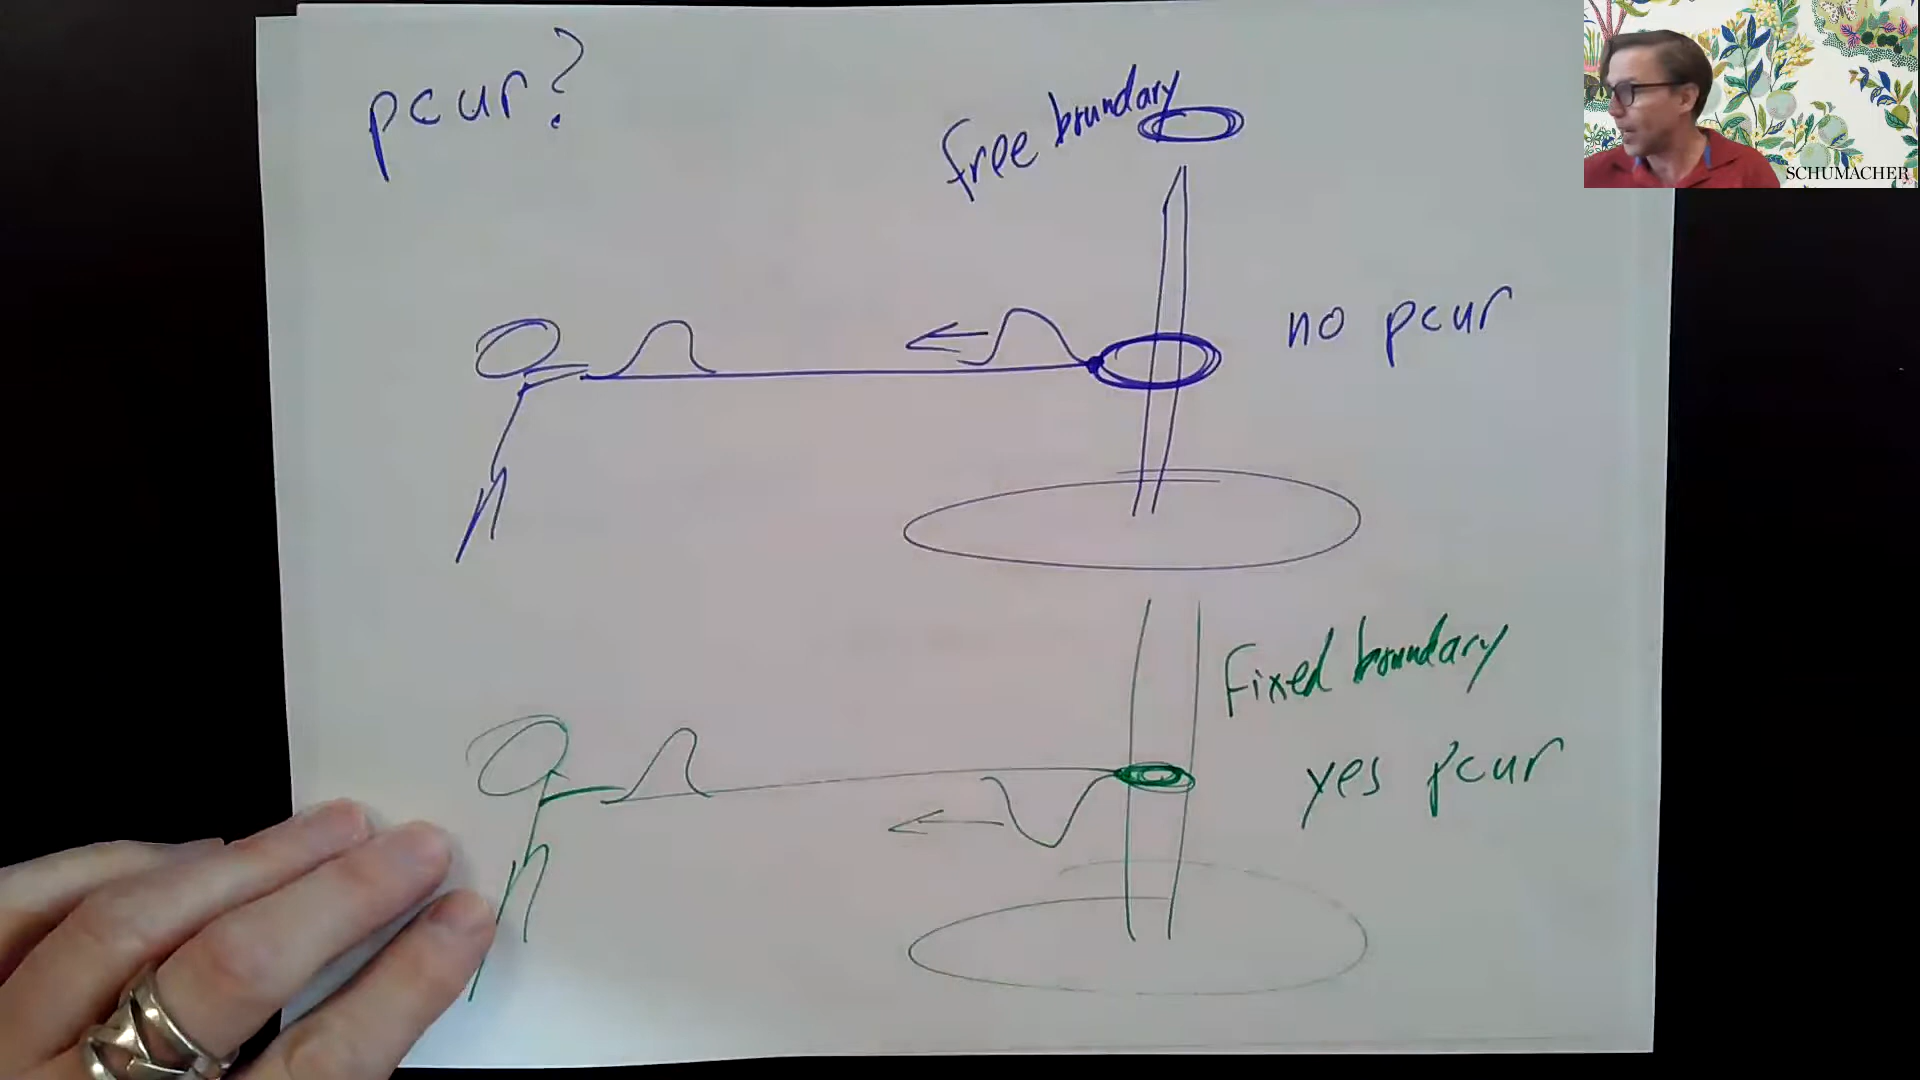 pcur?
free boundary
SCHUMACHER
no pcur
Fixed boundary
yes pcur